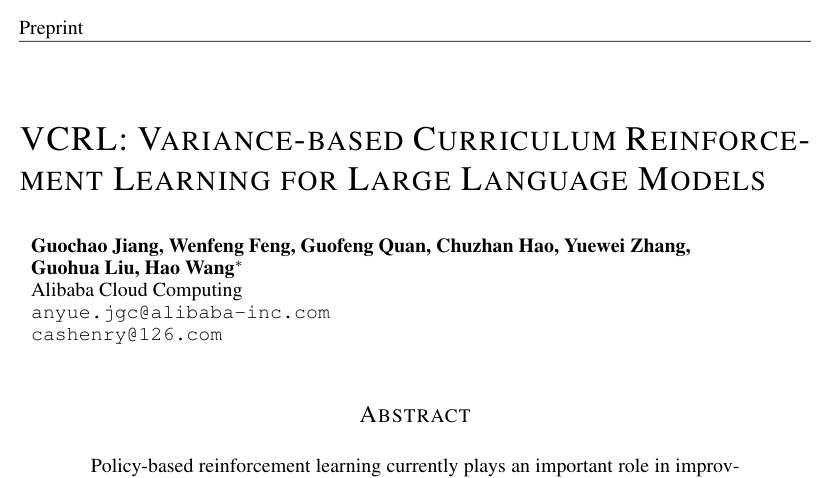 Preprint
VCRL: VARIANCE-BASED CURRICULUM REINFORCE-
MENT LEARNING FOR LARGE LANGUAGE MODELS
Guochao Jiang, Wenfeng Feng, Guofeng Quan, Chuzhan Hao, Yuewei Zhang,
Guohua Liu, Hao Wang*
Alibaba Cloud Computing
anyue.jgc@alibaba-inc.com
cashenry@126.com
ABSTRACT
Policy-based reinforcement learning currently plays an important role in improv-